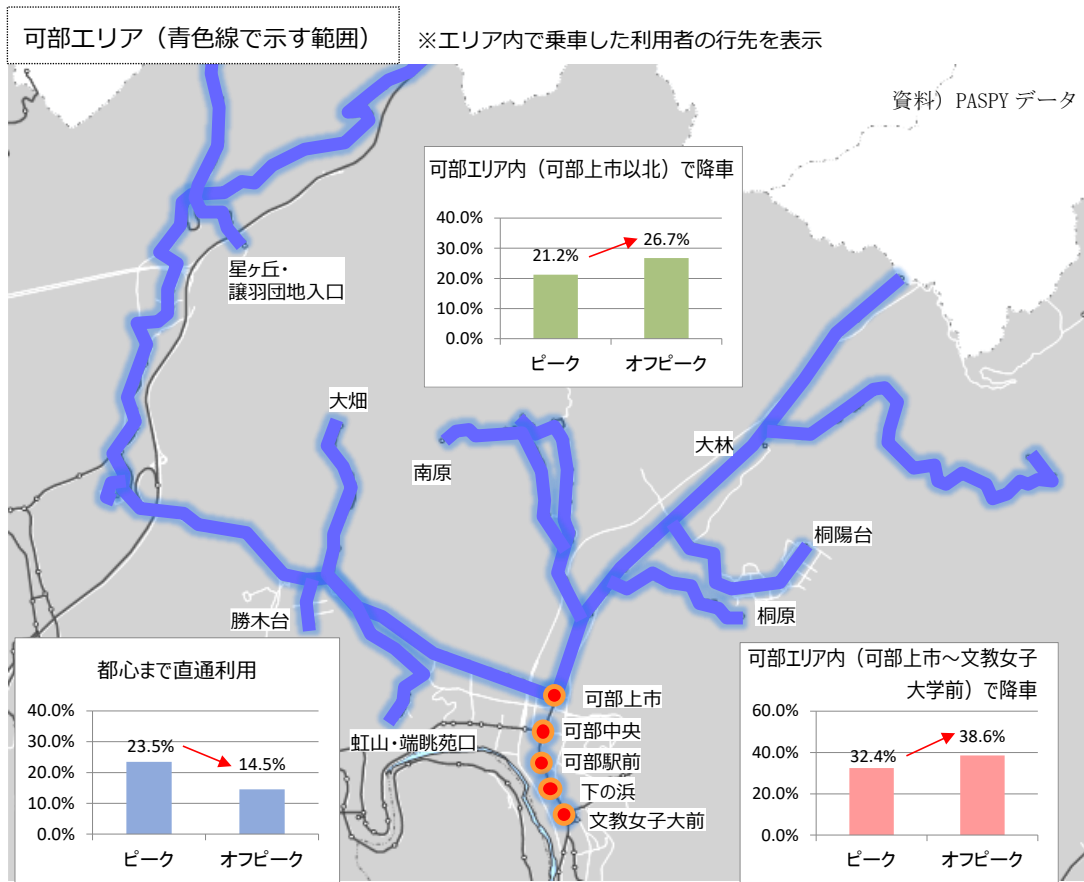 可部エリア（青色線で示す範囲）
※エリア内で乗車した利用者の行先を表示
資料）PASPY データ
可部エリア内（可部上市以北）で降車
40.0%
30.0%
20.0%
10.0%
0.0%
21.2%
26.7%
ピーク
オフピーク
星ヶ丘・
譲羽団地入口
大畑
南原
大林
桐陽台
桐原
勝木台
虹山・端眺苑口
可部上市
可部中央
可部駅前
下の浜
文教女子大前
都心まで直通利用
40.0%
30.0%
20.0%
10.0%
0.0%
23.5%
14.5%
ピーク
オフピーク
可部エリア内（可部上市～文教女子
大学前）で降車
60.0%
40.0%
20.0%
0.0%
32.4%
38.6%
ピーク
オフピーク